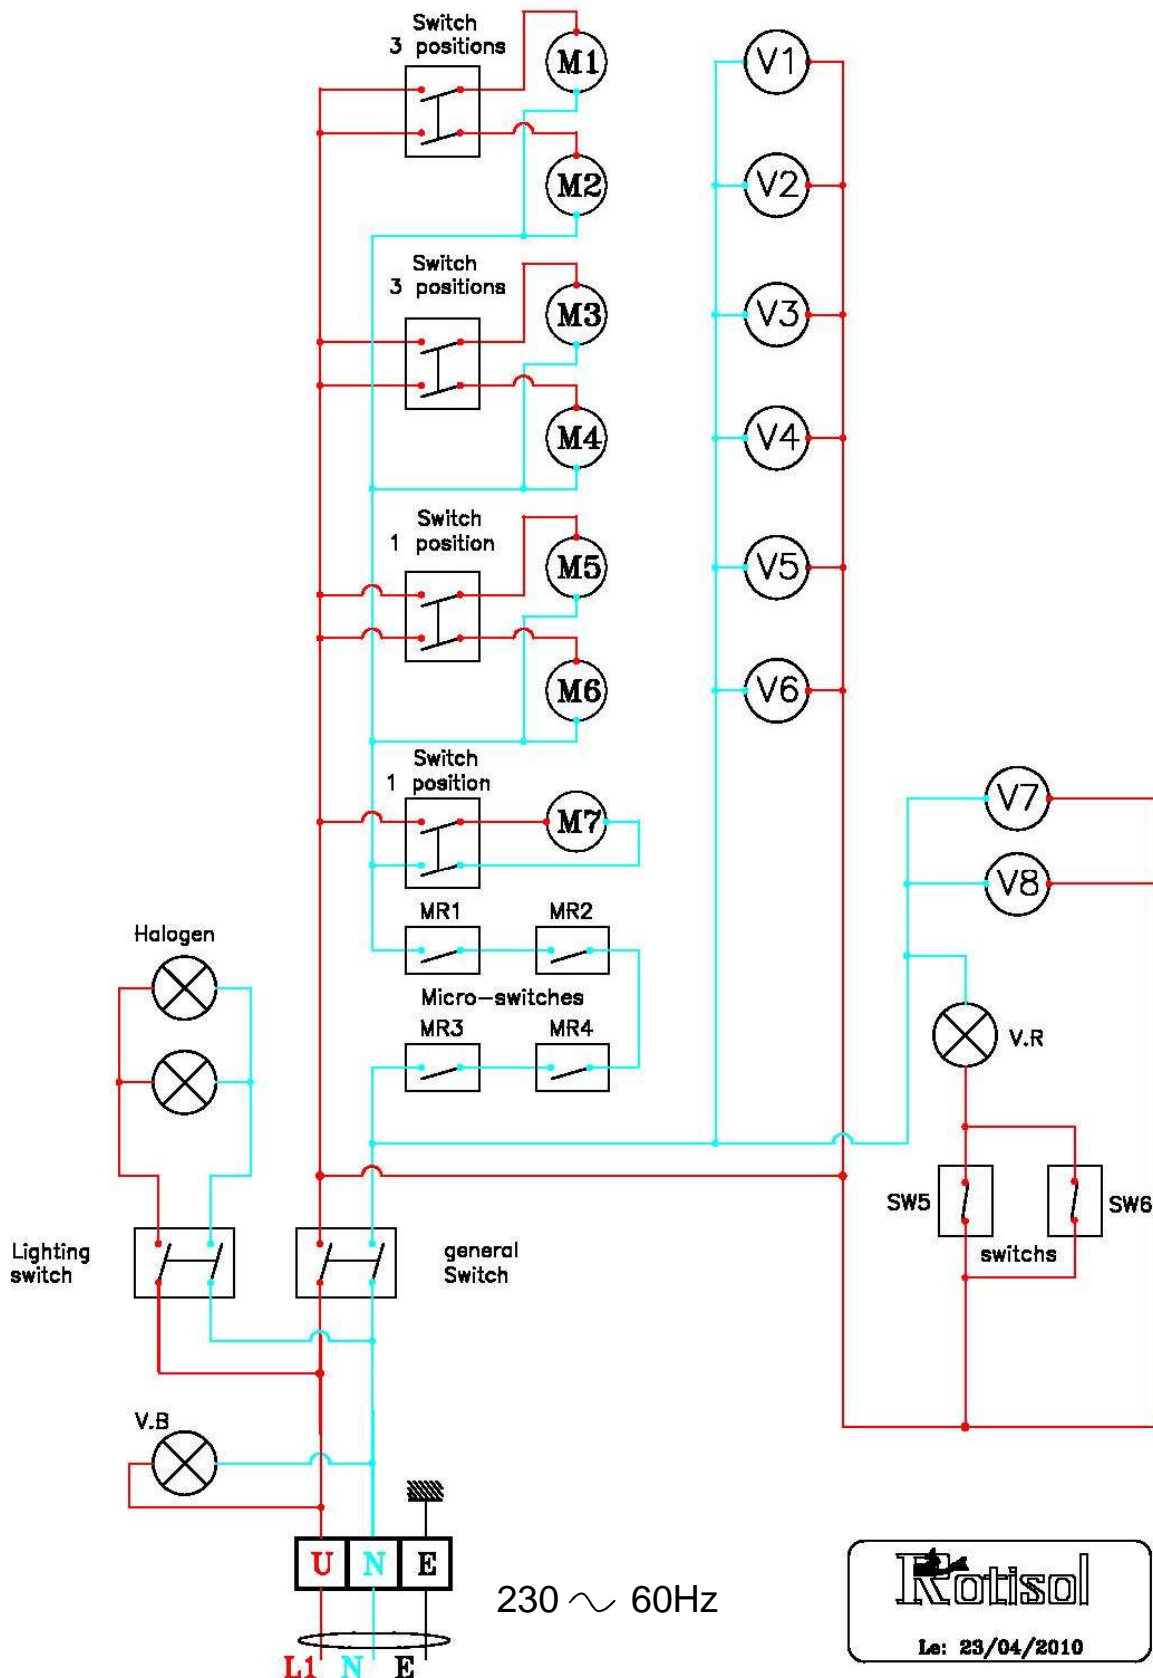 Switch
3 positions
M1
V1
M2
V2
Switch
3 positions
M3
V3
M4
V4
Switch
1 position
M5
V5
M6
V6
Switch
1 position
M7
V7
V8
MR1
MR2
Halogen
Micro-switches
MR3
MR4
V.R
SW5
SW6
switchs
Lighting
switch
general
Switch
V.B
U N E
230 ~ 60Hz
L1 N E
Rotisol
Le: 23/04/2010